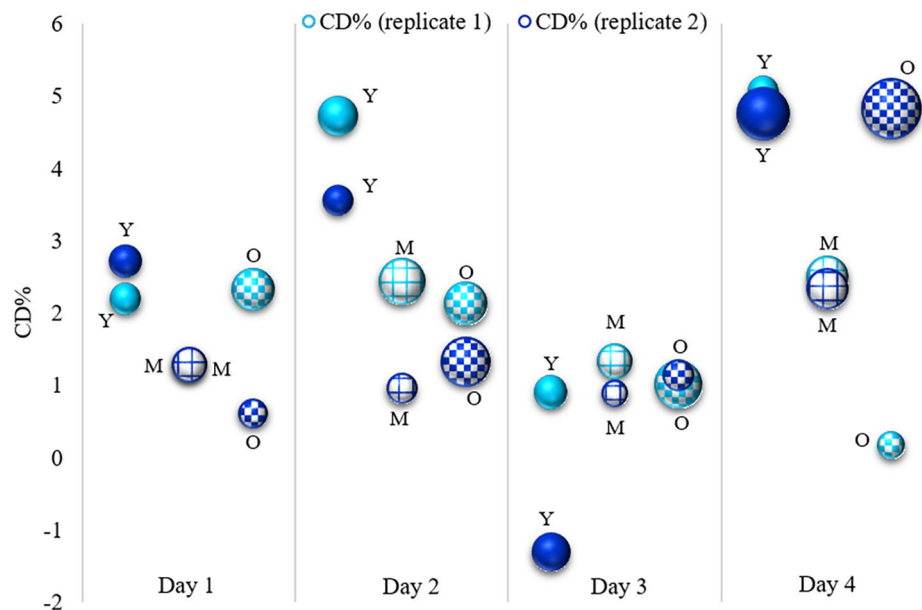 CD% (replicate 1) CD% (replicate 2)
6
5
4
3
2
1
0
-1
-2
CD%
Y
Y
M M
O
O
Day 1
Y
Y
M
M
O
O
Day 2
Y
Y
M
M
O
O
Day 3
Y
Y
M
M
O
O
Day 4